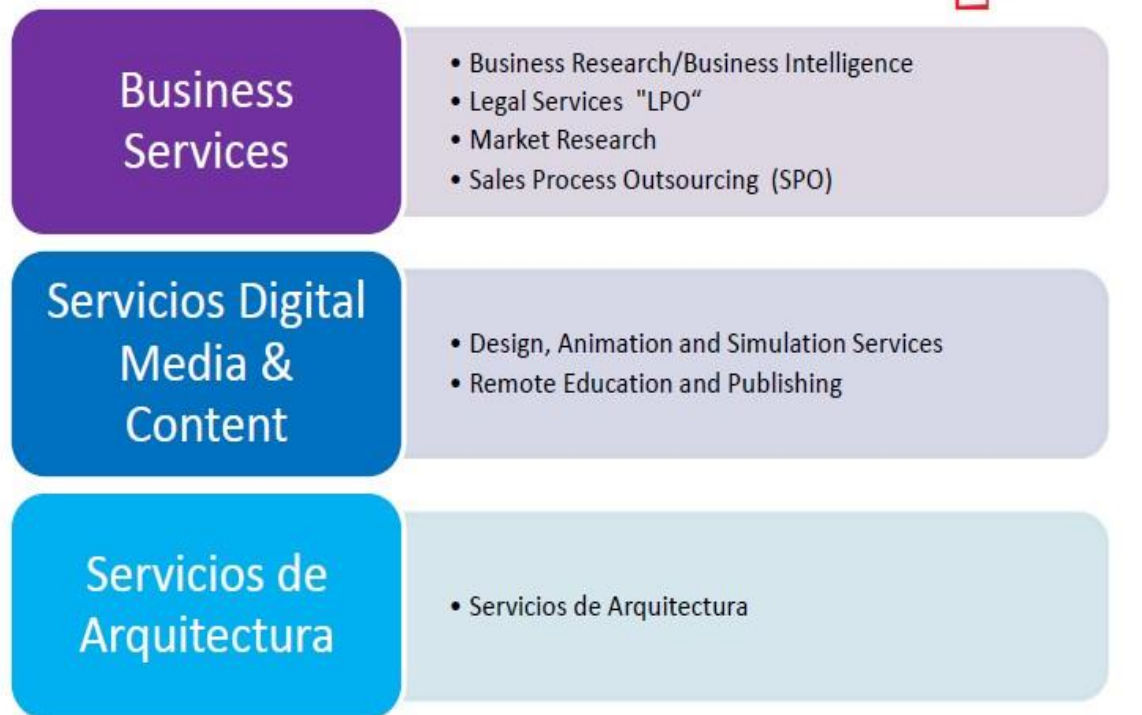 Business
Services
• Business Research/Business Intelligence
• Legal Services "LPO“
• Market Research
• Sales Process Outsourcing (SPO)
Servicios Digital
Media &
Content
• Design, Animation and Simulation Services
• Remote Education and Publishing
Servicios de
Arquitectura
• Servicios de Arquitectura